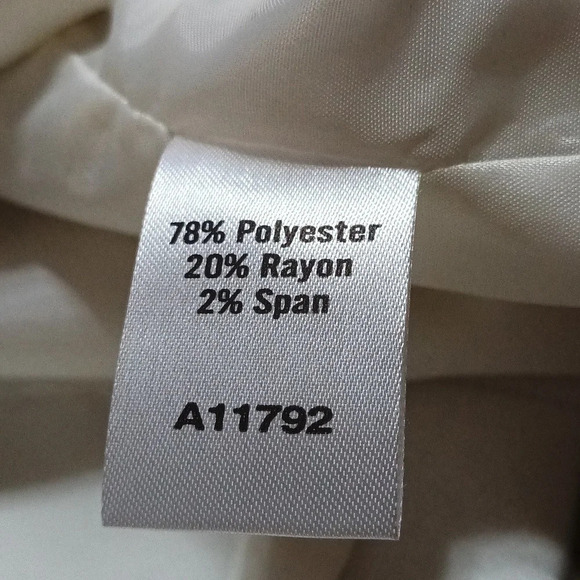 78% Polyester
20% Rayon
2% Span
A11792